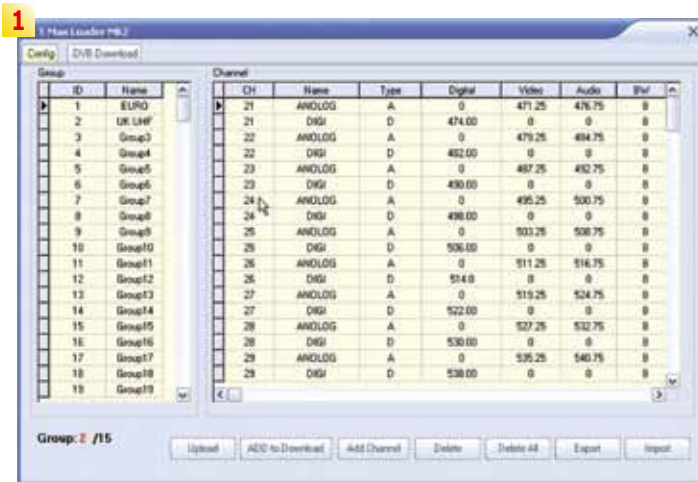 1
S Max Loader Mk2
Config DVB Download
Group
Channel
ID Name
CH Name Type Digital Video Audio BW
1 EURO
21 ANOLOG A 0 471.25 476.75 8
2 UK UHF
21 DIGI D 474.00 0 0 8
3 Group3
22 ANOLOG A 0 479.25 484.75 8
4 Group4
22 DIGI D 482.00 0 0 8
5 Group5
23 ANOLOG A 0 487.25 492.75 8
6 Group6
23 DIGI D 490.00 0 0 8
7 Group7
24 ANOLOG A 0 495.25 500.75 8
8 Group8
24 DIGI D 498.00 0 0 8
9 Group9
25 ANOLOG A 0 503.25 508.75 8
10 Group10
25 DIGI D 506.00 0 0 8
11 Group11
26 ANOLOG A 0 511.25 516.75 8
12 Group12
26 DIGI D 514.0 0 0 8
13 Group13
27 ANOLOG A 0 519.25 524.75 8
14 Group14
27 DIGI D 522.00 0 0 8
15 Group15
28 ANOLOG A 0 527.25 532.75 8
16 Group16
28 DIGI D 530.00 0 0 8
17 Group17
29 ANOLOG A 0 535.25 540.75 8
18 Group18
29 DIGI D 538.00 0 0 8
19 Group19
Group: 2 /15
Upload ADD to Download Add Channel Delete Delete All Export Import